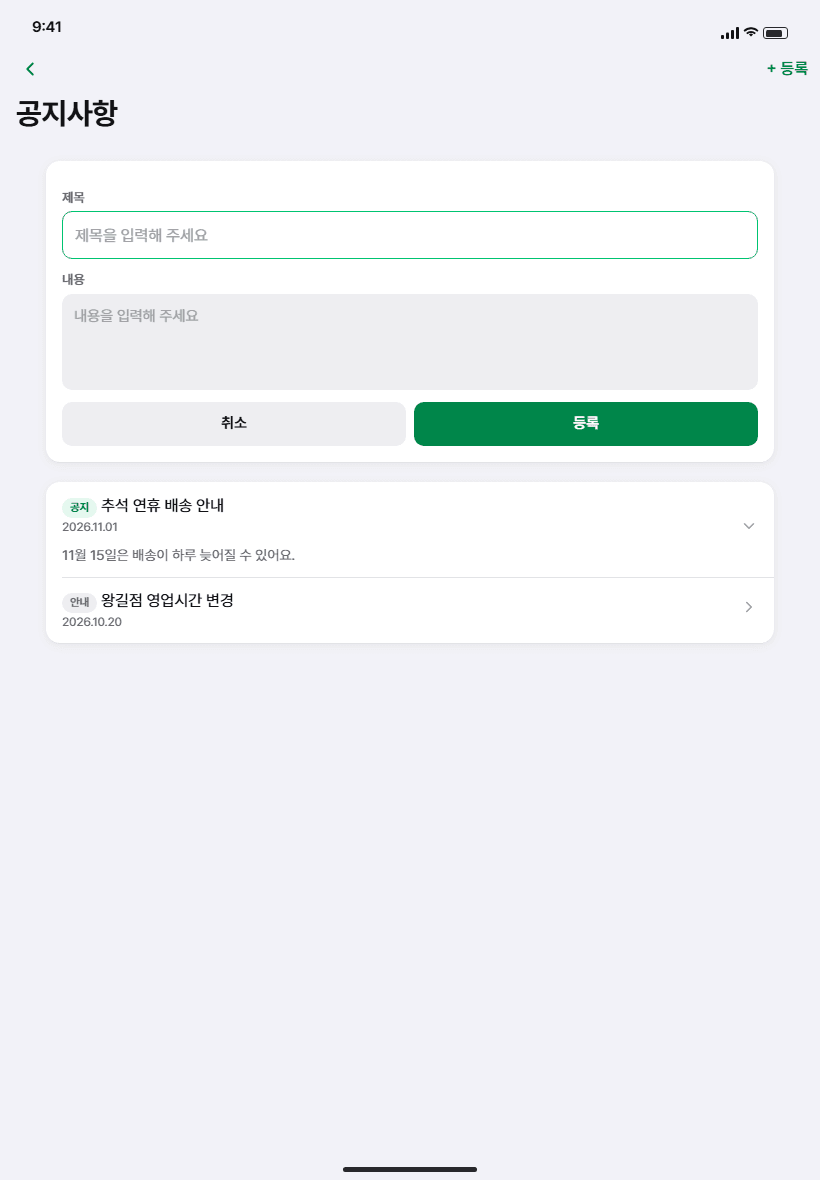 9:41
+ 등록
공지사항
제목
제목을 입력해 주세요
내용
내용을 입력해 주세요
취소
등록
공지 추석 연휴 배송 안내
2026.11.01
11월 15일은 배송이 하루 늦어질 수 있어요.
안내 왕길점 영업시간 변경
2026.10.20